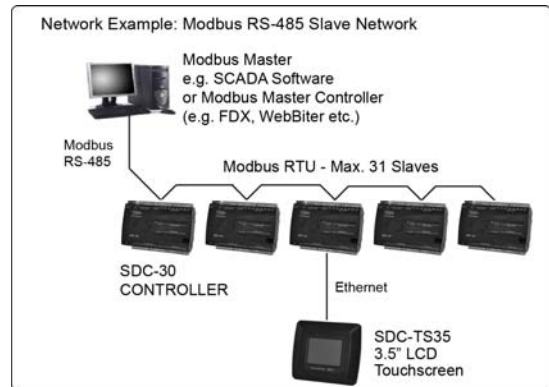 Network Example: Modbus RS-485 Slave Network
Modbus Master
e.g. SCADA Software
or Modbus Master Controller
(e.g. FDX, WebBiter etc.)
Modbus
RS-485
Modbus RTU - Max. 31 Slaves
SDC-30
CONTROLLER
Ethernet
SDC-TS35
3.5" LCD
Touchscreen